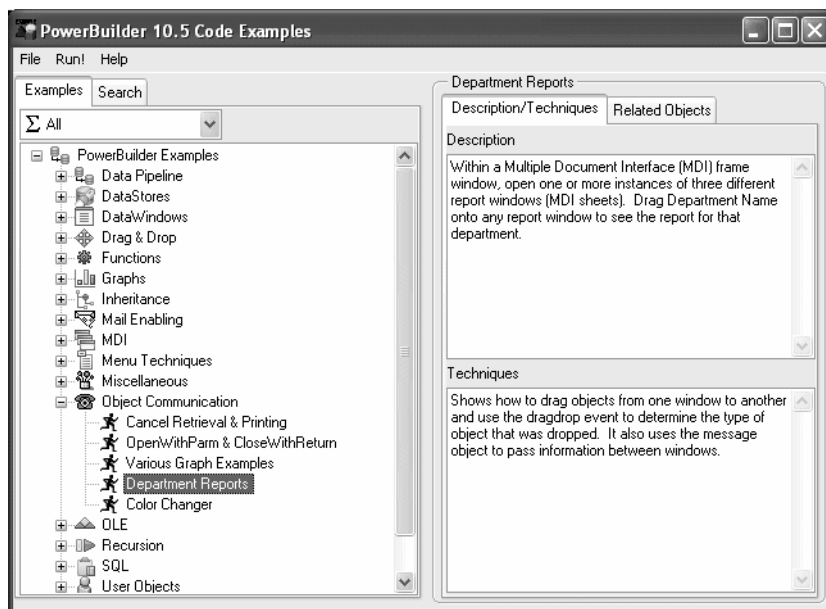 PowerBuilder 10.5 Code Examples
File Run! Help
Examples Search
Σ All
PowerBuilder Examples
Data Pipeline
DataStores
DataWindows
Drag & Drop
Functions
Graphs
Inheritance
Mail Enabling
MDI
Menu Techniques
Miscellaneous
Object Communication
Cancel Retrieval & Printing
OpenWithParm & CloseWithReturn
Various Graph Examples
Department Reports
Color Changer
OLE
Recursion
SQL
User Objects
Department Reports
Description/Techniques Related Objects
Description
Within a Multiple Document Interface (MDI) frame
window, open one or more instances of three different
report windows (MDI sheets). Drag Department Name
onto any report window to see the report for that
department.
Techniques
Shows how to drag objects from one window to another
and use the dragdrop event to determine the type of
object that was dropped. It also uses the message
object to pass information between windows.